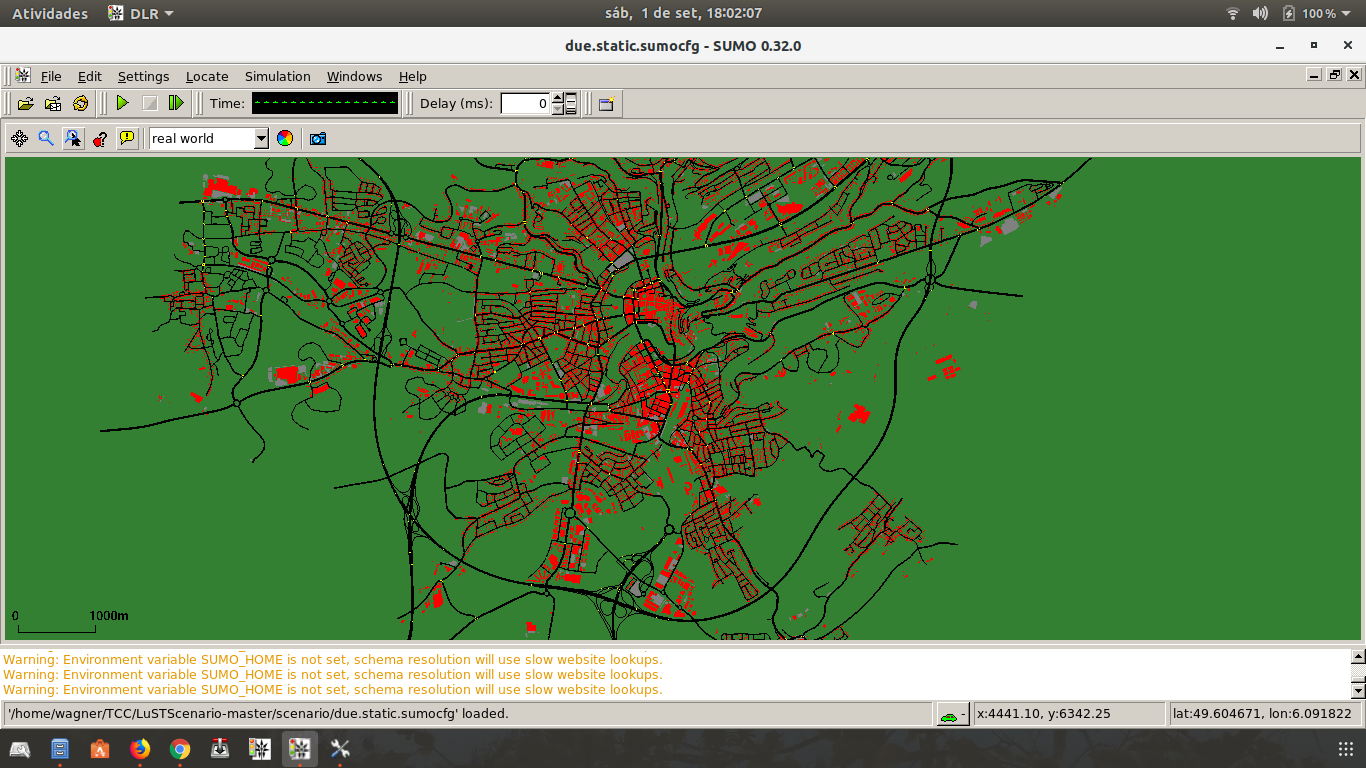 Atividades DLR sáb, 1 de set, 18:02:07 100 %
due.static.sumocfg - SUMO 0.32.0
File Edit Settings Locate Simulation Windows Help
Time: Delay (ms): 0
real world
0 1000m
Warning: Environment variable SUMO_HOME is not set, schema resolution will use slow website lookups.
Warning: Environment variable SUMO_HOME is not set, schema resolution will use slow website lookups.
Warning: Environment variable SUMO_HOME is not set, schema resolution will use slow website lookups.
'/home/wagner/TCC/LuSTScenario-master/scenario/due.static.sumocfg' loaded. - x:4441.10, y:6342.25 lat:49.604671, lon:6.091822